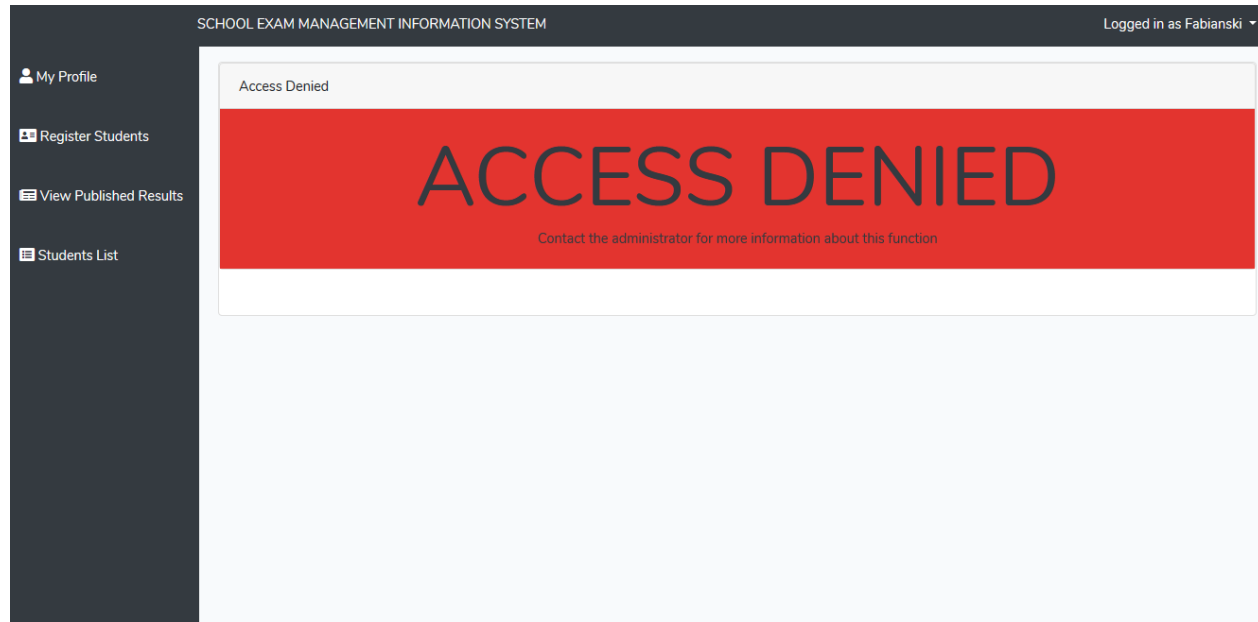 SCHOOL EXAM MANAGEMENT INFORMATION SYSTEM
Logged in as Fabianski
My Profile
Register Students
View Published Results
Students List
Access Denied
ACCESS DENIED
Contact the administrator for more information about this function